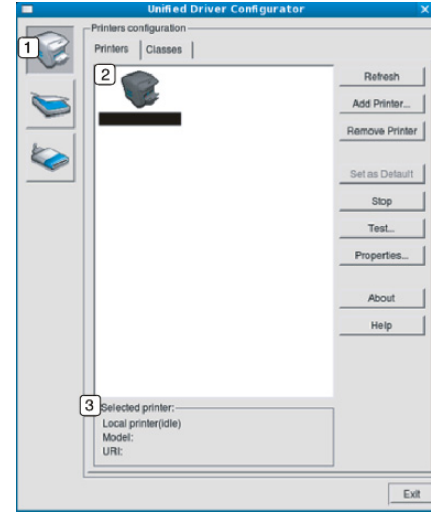 Unified Driver Configurator
1
Printers configuration
Printers
Classes
2
Refresh
Add Printer...
Remove Printer
Set as Default
Stop
Test...
Properties...
About
Help
3
Selected printer:
Local printer(idle)
Model:
URI:
Exit